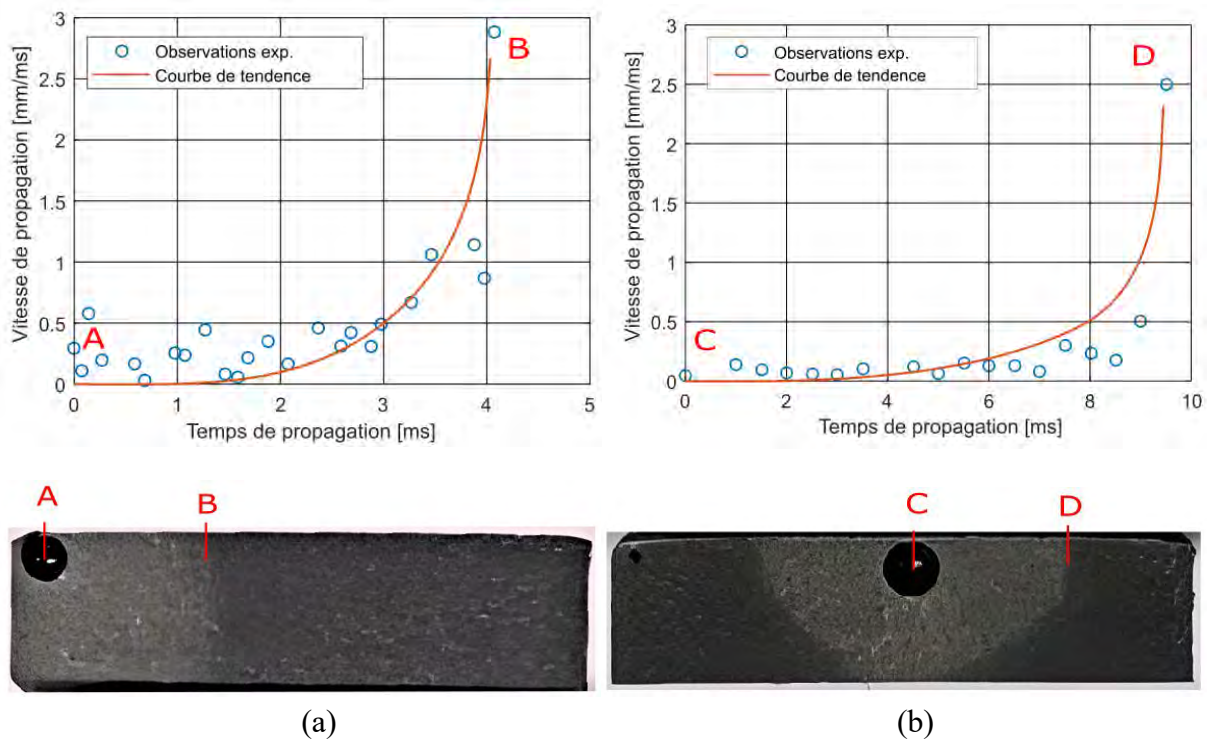 3
2.5
2
1.5
1
0.5
0
Vitesse de propagation [mm/ms]
Observations exp.
Courbe de tendence
A
B
0 1 2 3 4 5
Temps de propagation [ms]
3
2.5
2
1.5
1
0.5
0
Vitesse de propagation [mm/ms]
Observations exp.
Courbe de tendence
C
D
0 2 4 6 8 10
Temps de propagation [ms]
A B
C D
(a) (b)